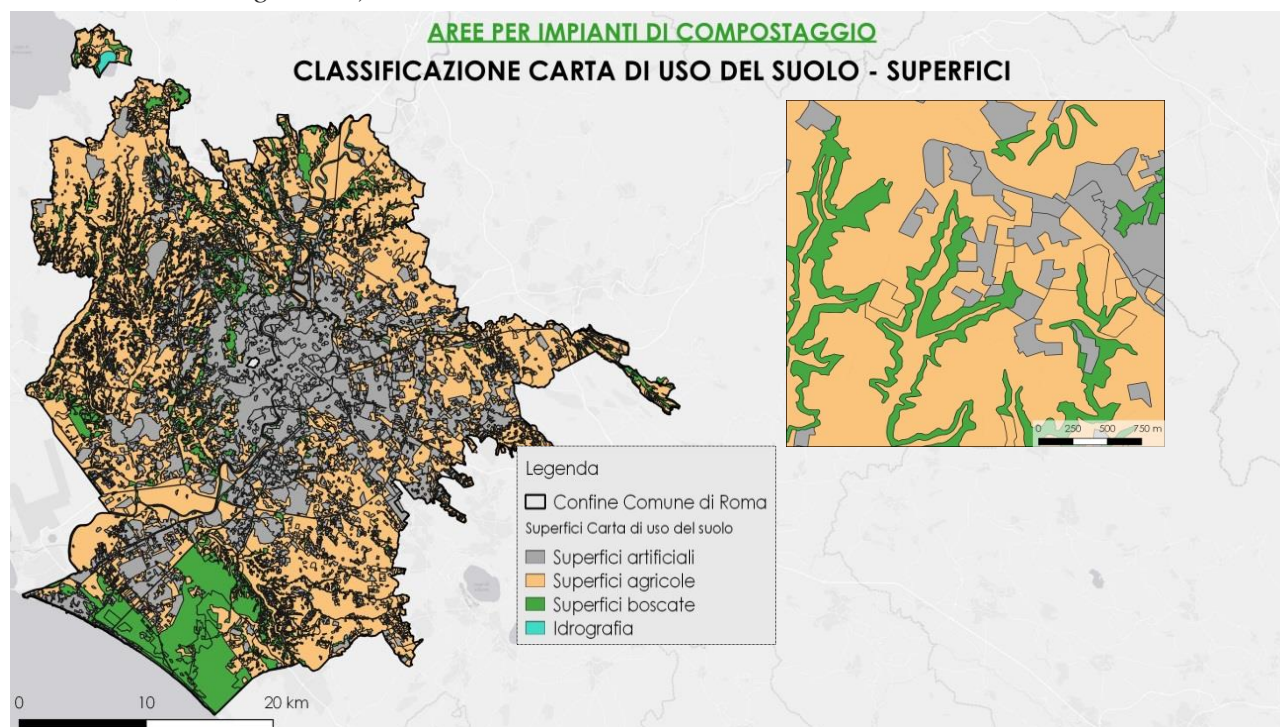 AREE PER IMPIANTI DI COMPOSTAGGIO
CLASSIFICAZIONE CARTA DI USO DEL SUOLO - SUPERFICI
0 250 500 750 m
Legenda
Confine Comune di Roma
Superfici Carta di uso del suolo
Superfici artificiali
Superfici agricole
Superfici boscate
Idrografia
0 10 20 km